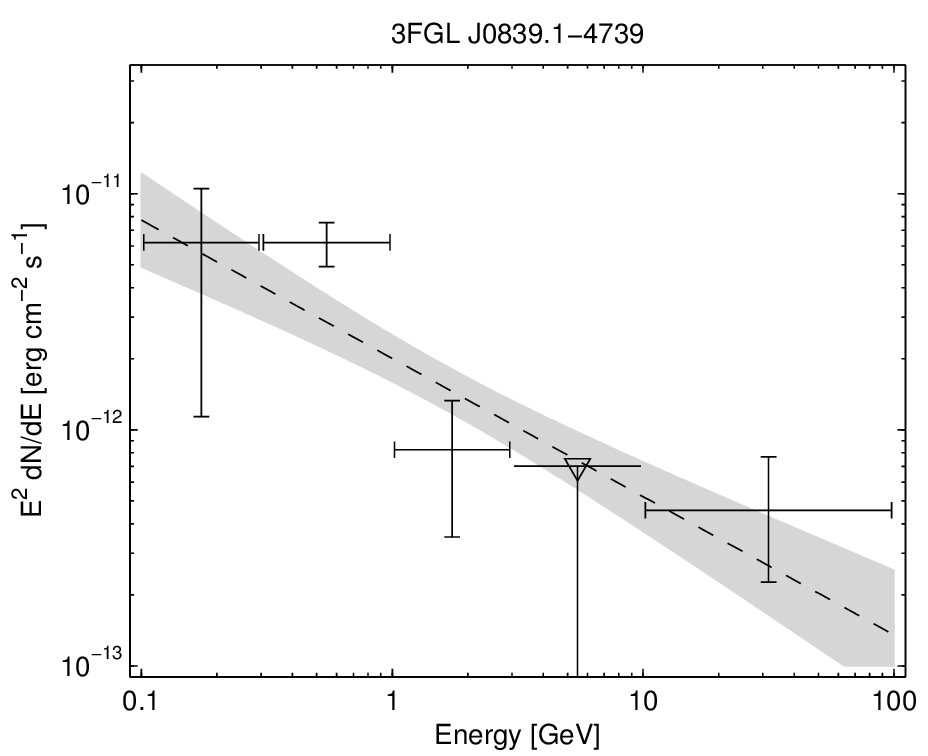 3FGL J0839.1−4739
10⁻¹¹
10⁻¹²
10⁻¹³
E² dN/dE [erg cm⁻² s⁻¹]
0.1 1 10 100
Energy [GeV]